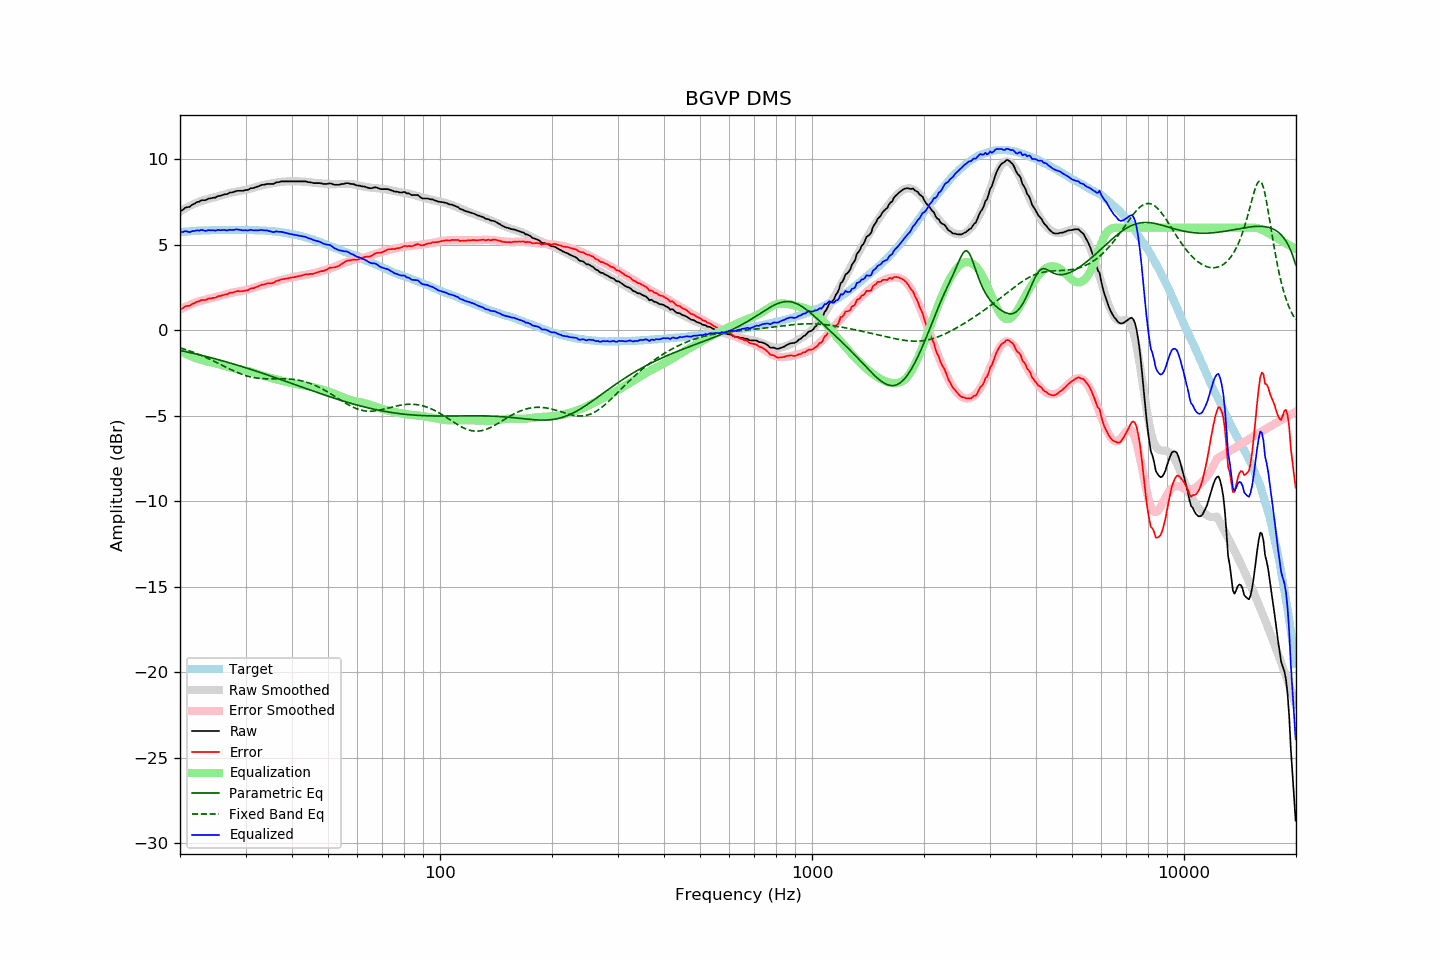 BGVP DMS
Amplitude (dBr)
10
5
0
−5
−10
−15
−20
−25
−30
Target
Raw Smoothed
Error Smoothed
Raw
Error
Equalization
Parametric Eq
Fixed Band Eq
Equalized
100
1000
10000
Frequency (Hz)